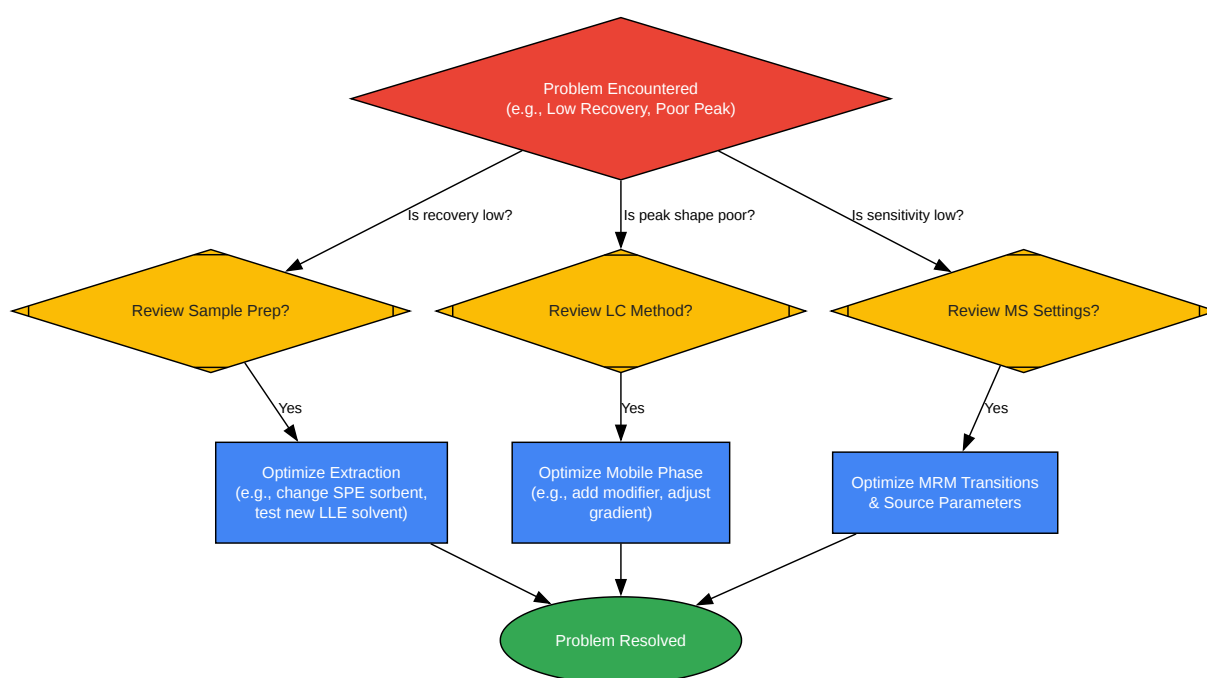 Problem Encountered
(e.g., Low Recovery, Poor Peak)
Is recovery low?
Is peak shape poor?
Is sensitivity low?
Review Sample Prep?
Review LC Method?
Review MS Settings?
Yes
Yes
Yes
Optimize Extraction
(e.g., change SPE sorbent,
test new LLE solvent)
Optimize Mobile Phase
(e.g., add modifier, adjust
gradient)
Optimize MRM Transitions
& Source Parameters
Problem Resolved